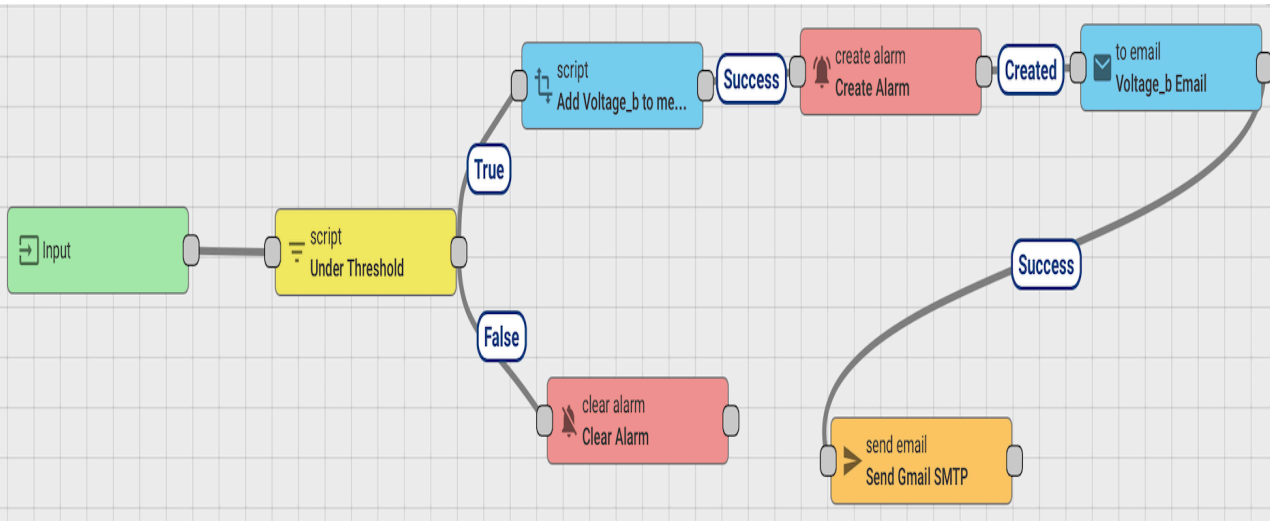 Input
script
Under Threshold
True
False
script
Add Voltage_b to me...
Success
create alarm
Create Alarm
Created
to email
Voltage_b Email
Success
clear alarm
Clear Alarm
send email
Send Gmail SMTP